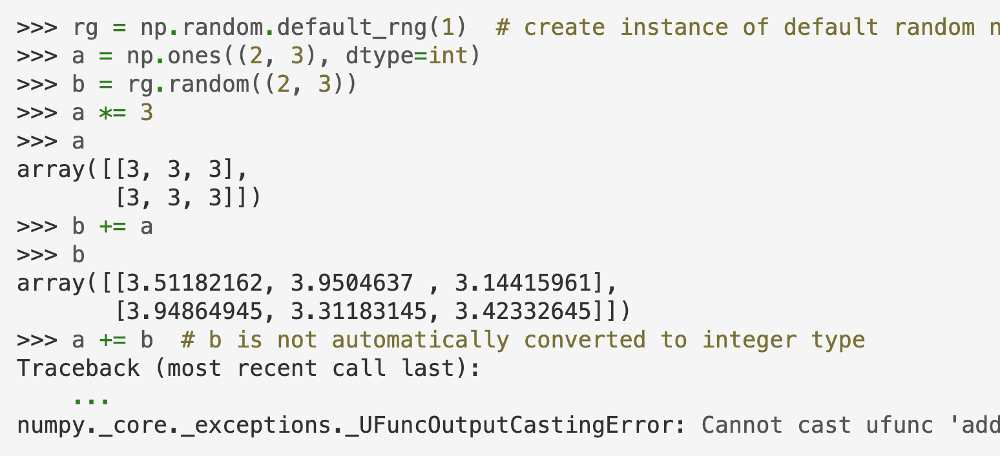 >>> rg = np.random.default_rng(1)  # create instance of default random n
>>> a = np.ones((2, 3), dtype=int)
>>> b = rg.random((2, 3))
>>> a *= 3
>>> a
array([[3, 3, 3],
       [3, 3, 3]])
>>> b += a
>>> b
array([[3.51182162, 3.9504637 , 3.14415961],
       [3.94864945, 3.31183145, 3.42332645]])
>>> a += b  # b is not automatically converted to integer type
Traceback (most recent call last):
    ...
numpy._core._exceptions._UFuncOutputCastingError: Cannot cast ufunc 'add